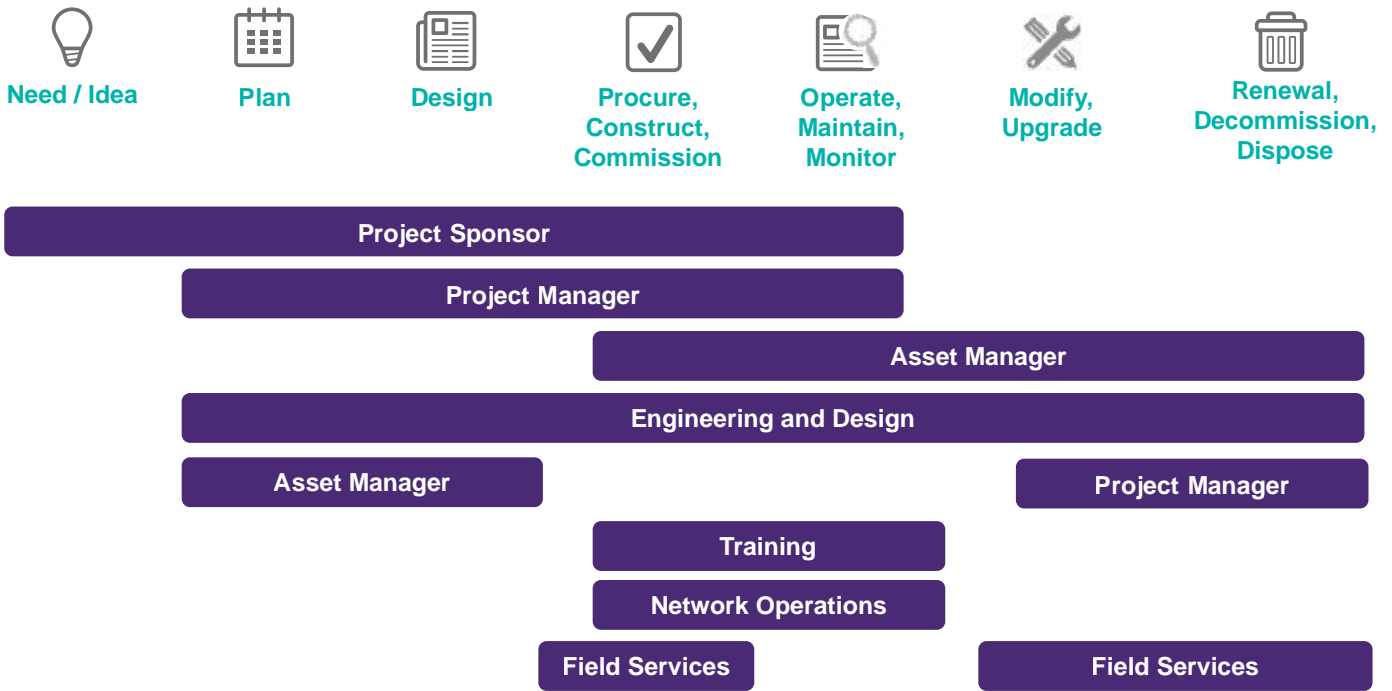 Need / Idea
Plan
Design
Procure,
Construct,
Commission
Operate,
Maintain,
Monitor
Modify,
Upgrade
Renewal,
Decommission,
Dispose
Project Sponsor
Project Manager
Asset Manager
Engineering and Design
Asset Manager
Project Manager
Training
Network Operations
Field Services
Field Services